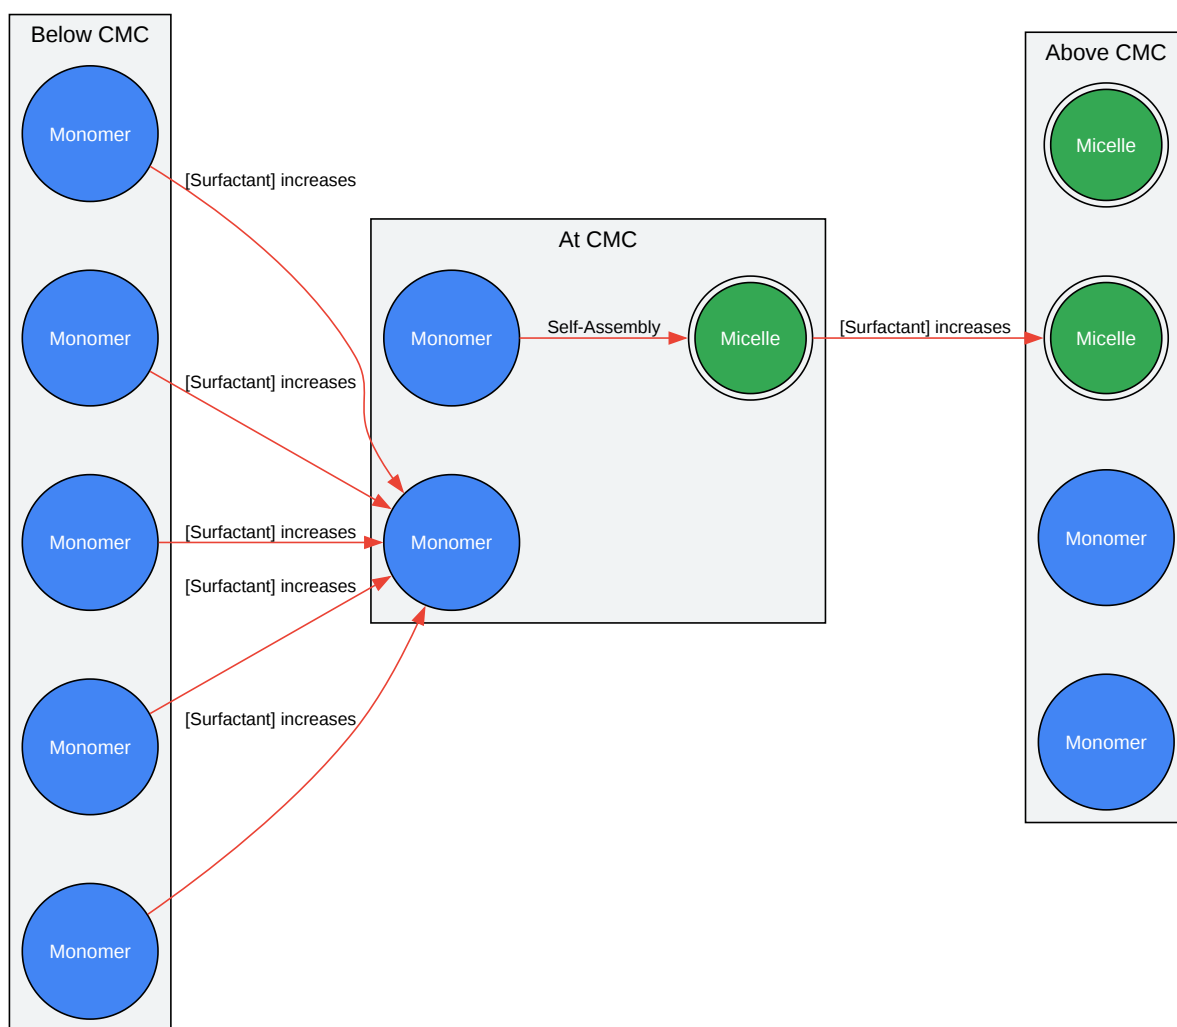 Below CMC
Monomer
Monomer
Monomer
Monomer
Monomer
[Surfactant] increases
[Surfactant] increases
[Surfactant] increases
[Surfactant] increases
[Surfactant] increases
At CMC
Monomer
Self-Assembly
Micelle
Monomer
[Surfactant] increases
Above CMC
Micelle
Micelle
Monomer
Monomer